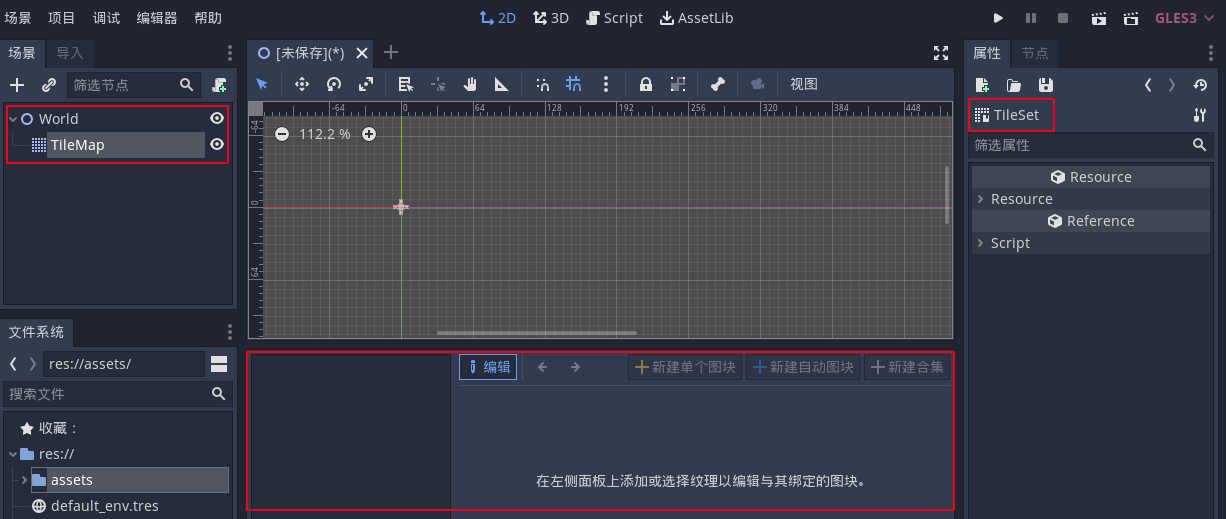 场景 项目 调试 编辑器 帮助 2D 3D Script AssetLib GLES3
场景 导入
筛选节点
World
TileMap
文件系统
res://assets/
搜索文件
收藏：
res://
assets
default_env.tres
[未保存](*)
视图
-64 0 64 128 192 256 320 384 448
-64
0
64
112.2 %
编辑 新建单个图块 新建自动图块 新建合集
在左侧面板上添加或选择纹理以编辑与其绑定的图块。
属性 节点
TileSet
筛选属性
Resource
Resource
Reference
Script